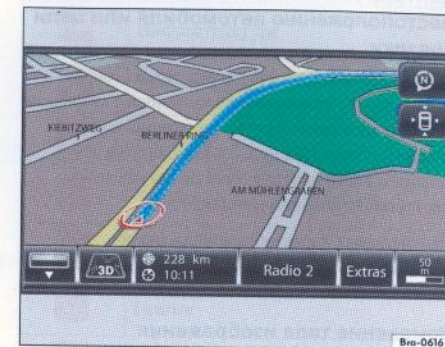 N
KIEBITZWEG
BERLINER RING
AM MÜHLENGRABEN
3D
228 km
10:11
Radio 2
Extras
50
m
Bra-0616